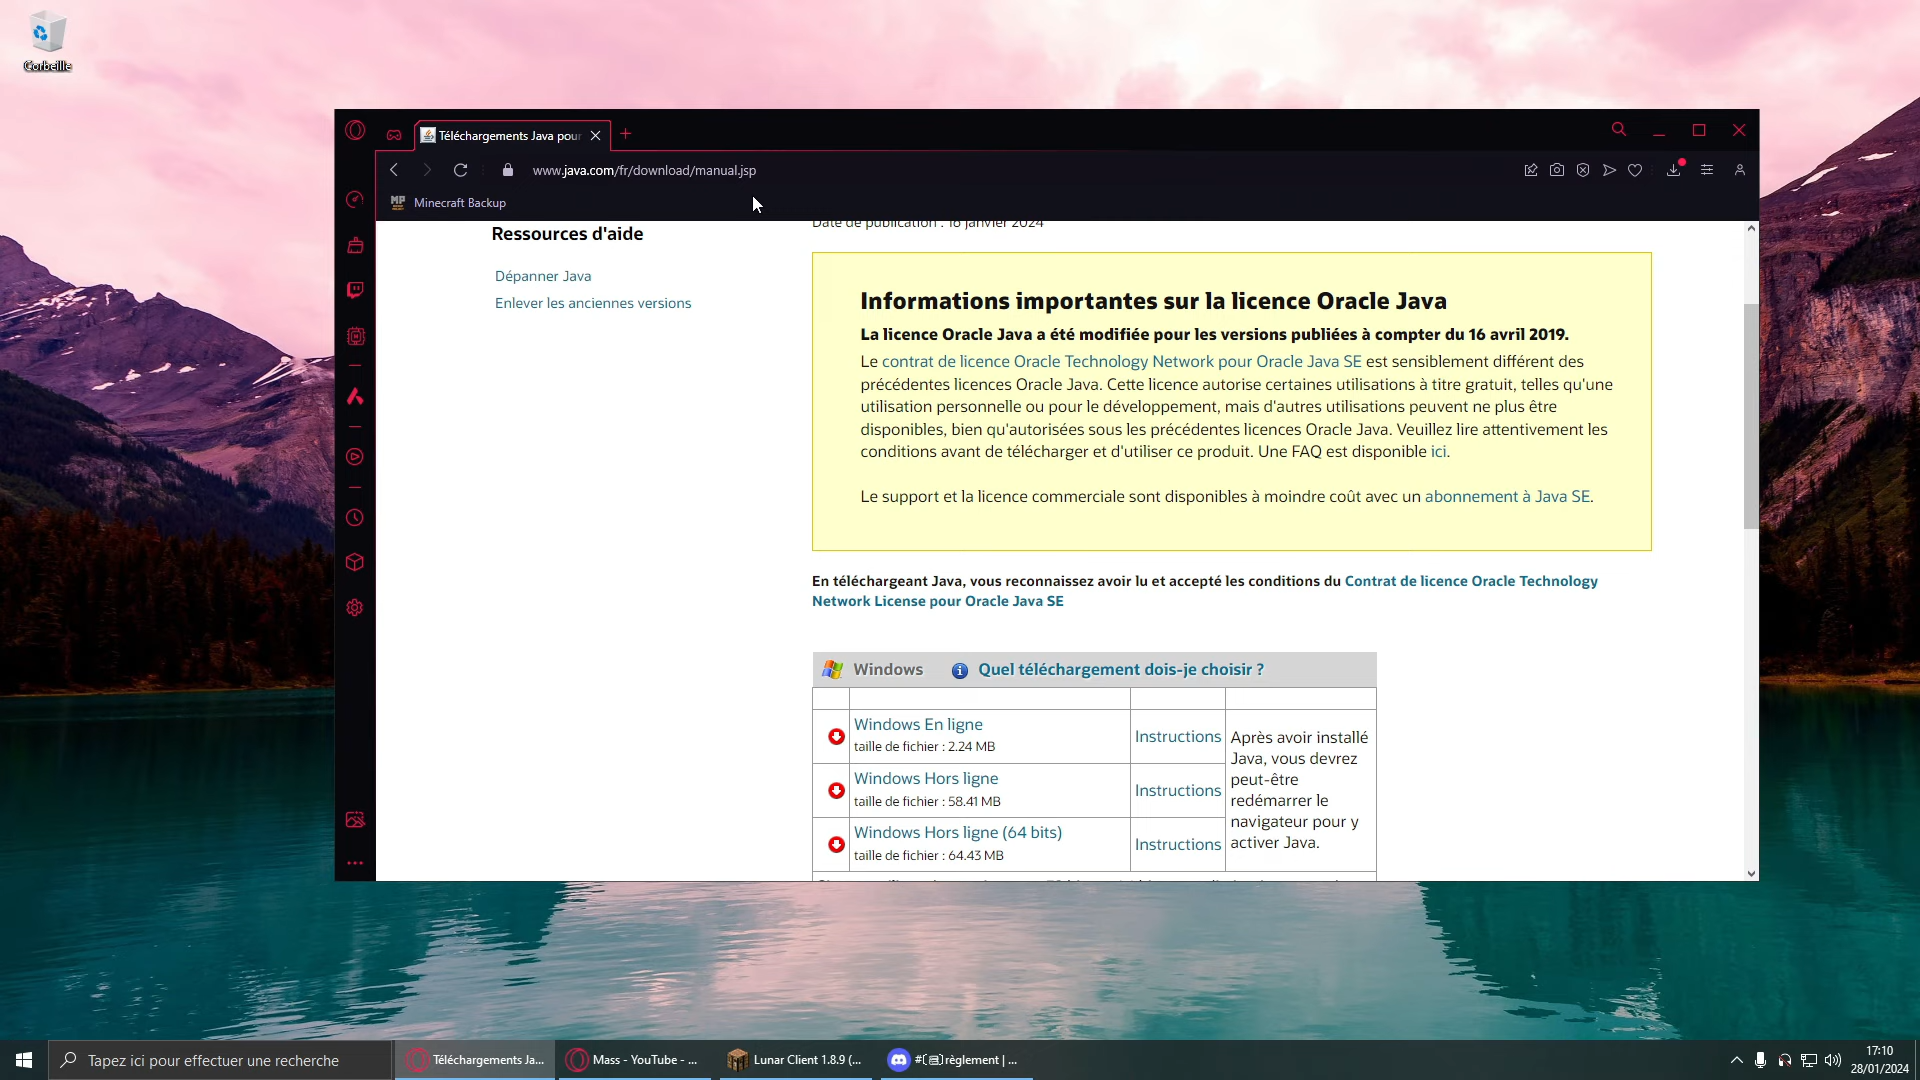 Corbeille
Téléchargements Java pour
www.java.com/fr/download/manual.jsp
MP Minecraft Backup
Date de publication : 16 janvier 2024
Ressources d'aide
Dépanner Java
Enlever les anciennes versions
Informations importantes sur la licence Oracle Java
La licence Oracle Java a été modifiée pour les versions publiées à compter du 16 avril 2019.
Le contrat de licence Oracle Technology Network pour Oracle Java SE est sensiblement différent des
précédentes licences Oracle Java. Cette licence autorise certaines utilisations à titre gratuit, telles qu'une
utilisation personnelle ou pour le développement, mais d'autres utilisations peuvent ne plus être
disponibles, bien qu'autorisées sous les précédentes licences Oracle Java. Veuillez lire attentivement les
conditions avant de télécharger et d'utiliser ce produit. Une FAQ est disponible ici.
Le support et la licence commerciale sont disponibles à moindre coût avec un abonnement à Java SE.
En téléchargeant Java, vous reconnaissez avoir lu et accepté les conditions du Contrat de licence Oracle Technology
Network License pour Oracle Java SE
Windows Quel téléchargement dois-je choisir ?
Windows En ligne
taille de fichier : 2.24 MB
Instructions
Windows Hors ligne
taille de fichier : 58.41 MB
Instructions
Windows Hors ligne (64 bits)
taille de fichier : 64.43 MB
Instructions
Après avoir installé
Java, vous devrez
peut-être
redémarrer le
navigateur pour y
activer Java.
Tapez ici pour effectuer une recherche
Téléchargements Ja...
Mass - YouTube - ...
Lunar Client 1.8.9 (...
règlement | ...
17:10
28/01/2024